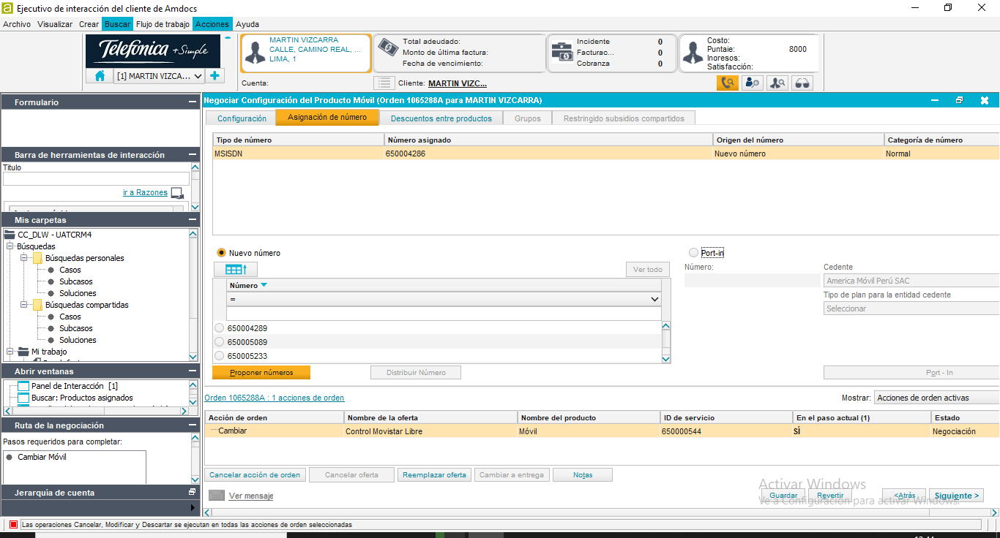 Ejecutivo de interacción del cliente de Amdocs
Archivo Visualizar Crear Buscar Flujo de trabajo Acciones Ayuda
Telefónica +Simple
[1] MARTIN VIZCA...
MARTIN VIZCARRA
CALLE, CAMINO REAL, ...
LIMA, 1
Cuenta:
Total adeudado:
Monto de última factura:
Fecha de vencimiento:
Cliente: MARTIN VIZC...
Incidente 0
Facturac... 0
Cobranza 0
Costo:
Puntaie: 8000
Ingresos:
Satisfacción:
Formulario
Barra de herramientas de interacción
Título
ir a Razones
Mis carpetas
CC_DLW - UATCRM4
Búsquedas
Búsquedas personales
Casos
Subcasos
Soluciones
Búsquedas compartidas
Casos
Subcasos
Soluciones
Mi trabajo
Abrir ventanas
Panel de Interacción [1]
Buscar: Productos asignados
Ruta de la negociación
Pasos requeridos para completar:
Cambiar Móvil
Jerarquía de cuenta
Negociar Configuración del Producto Móvil (Orden 1065288A para MARTIN VIZCARRA)
Configuración Asignación de número Descuentos entre productos Grupos Restringido subsidios compartidos
Tipo de número Número asignado Origen del número Categoría de número
MSISDN 650004286 Nuevo número Normal
Nuevo número
Ver todo
Número
=
650004289
650005089
650005233
Proponer números Distribuir Número
Port-in
Número: Cedente
America Móvil Perú SAC
Tipo de plan para la entidad cedente
Seleccionar
Port - In
Orden 1065288A : 1 acciones de orden
Mostrar: Acciones de orden activas
Acción de orden Nombre de la oferta Nombre del producto ID de servicio En el paso actual (1) Estado
Cambiar Control Movistar Libre Móvil 650000544 SÍ Negociación
Cancelar acción de orden Cancelar oferta Reemplazar oferta Cambiar a entrega Notas
Ver mensaje
Guardar Revertir <Atrás Siguiente >
Activar Windows
Ve a Configuración para activar Windows.
Las operaciones Cancelar, Modificar y Descartar se ejecutan en todas las acciones de orden seleccionadas